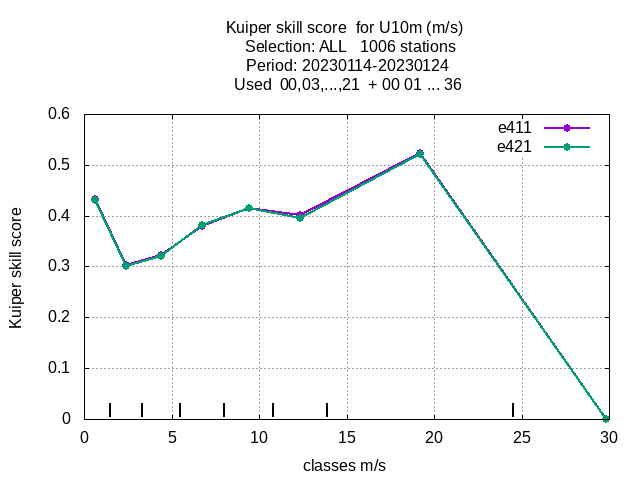 Kuiper skill score  for U10m (m/s)
Selection: ALL   1006 stations
Period: 20230114-20230124
Used  00,03,...,21  + 00 01 ... 36
e411
e421
0.6
0.5
0.4
0.3
0.2
0.1
0
Kuiper skill score
0 5 10 15 20 25 30
classes m/s